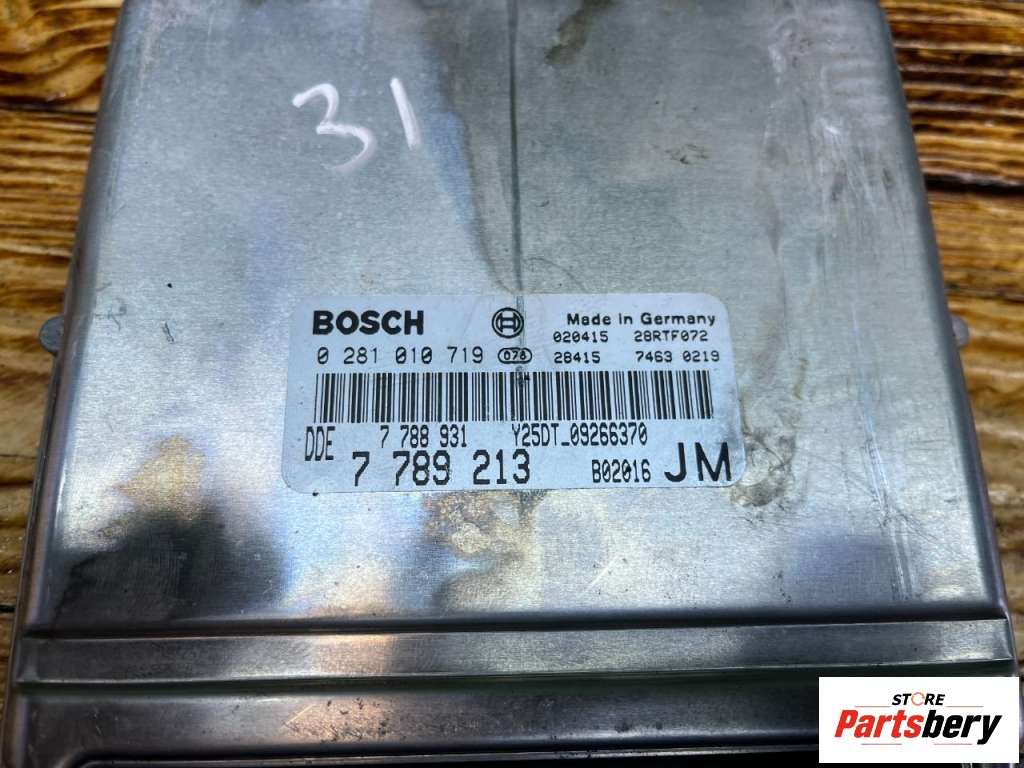 31
BOSCH Made in Germany
020415 28RTF072
0 281 010 719 076 28415 7463 0219
DDE 7 788 931 Y25DT_09266370
7 789 213 B02016 JM
STORE
Partsbery